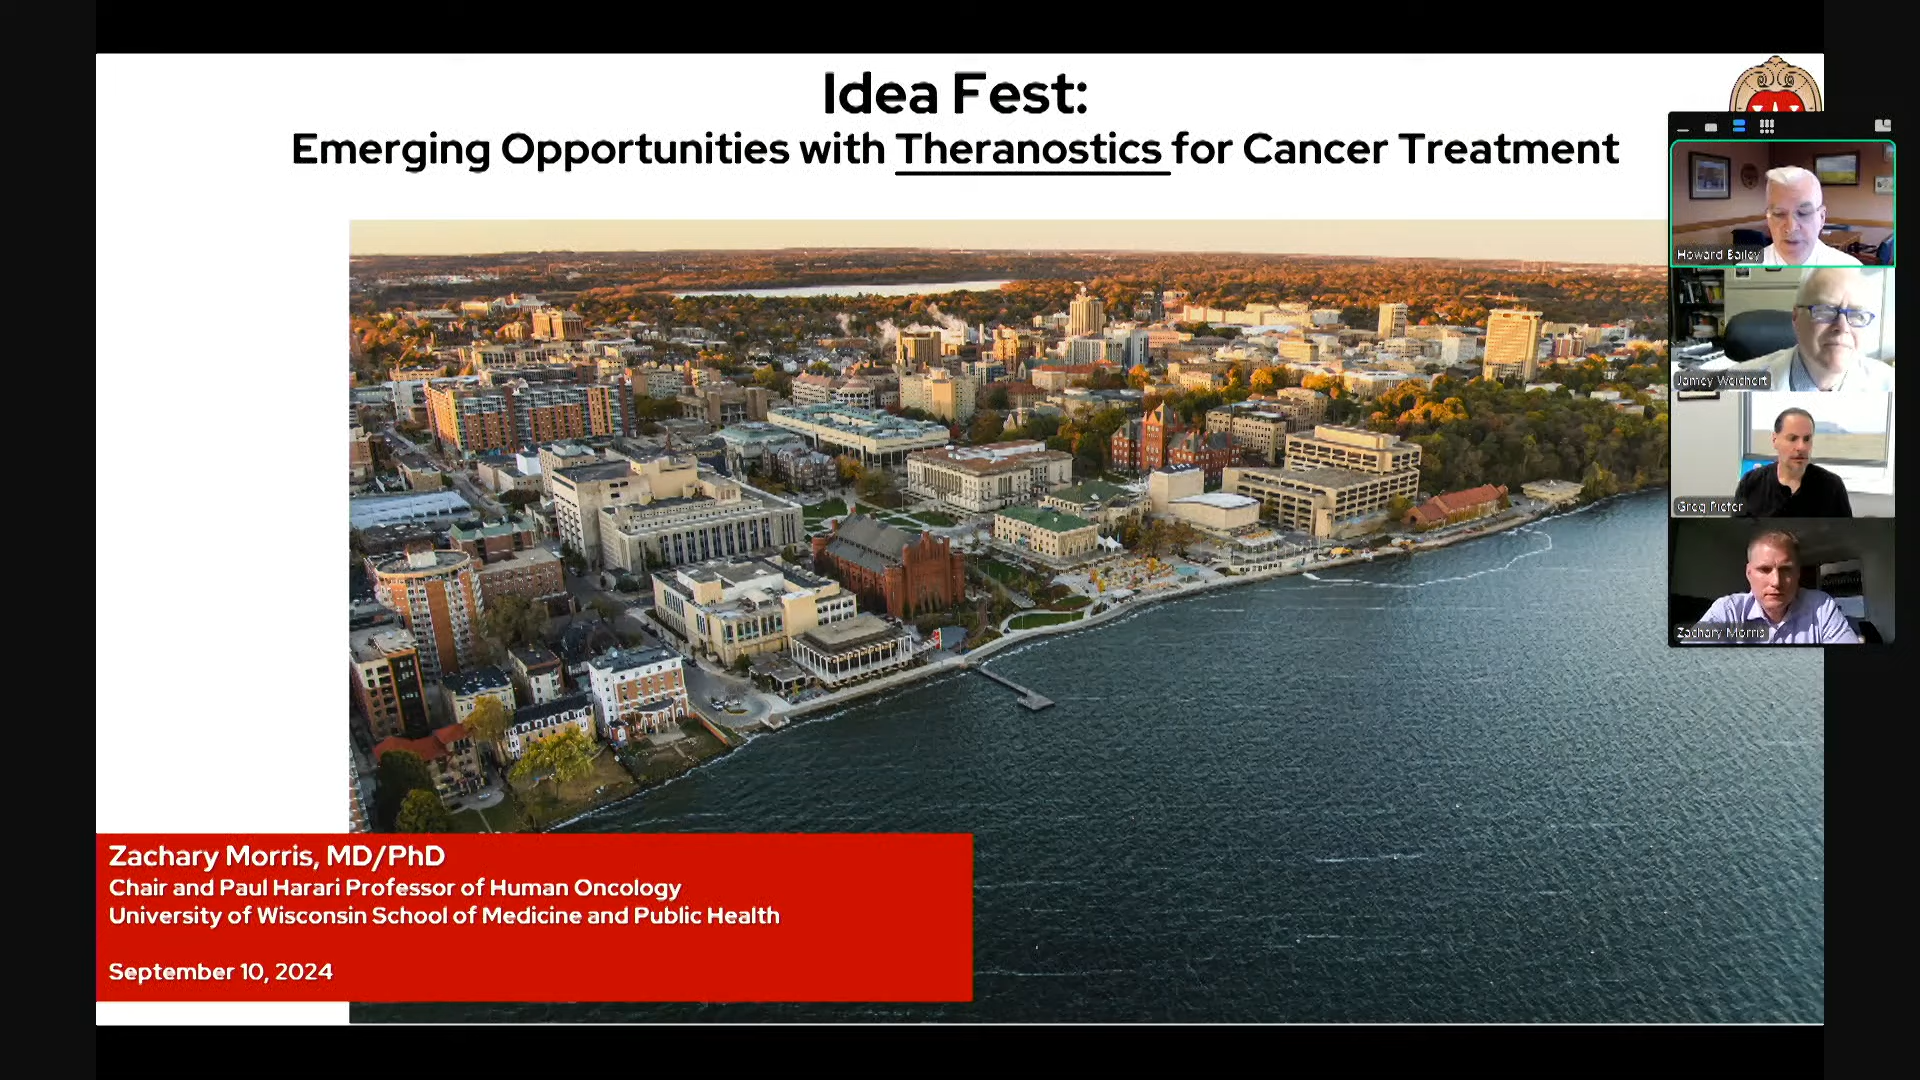 Idea Fest:
Emerging Opportunities with Theranostics for Cancer Treatment
Howard Bailey
Jamey Weichert
Greg Piefer
Zachary Morris
Zachary Morris, MD/PhD
Chair and Paul Harari Professor of Human Oncology
University of Wisconsin School of Medicine and Public Health
September 10, 2024